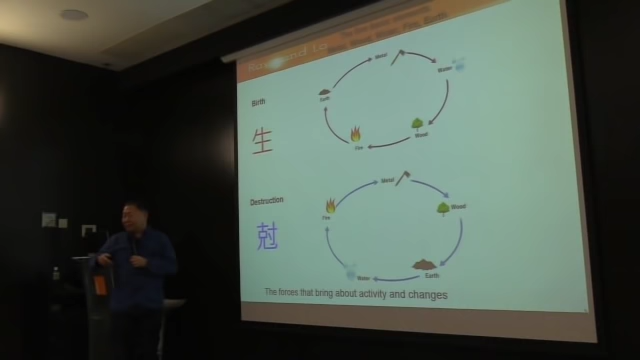 Birth
生
Metal
Water
Wood
Fire
Earth
Destruction
尅
Metal
Wood
Earth
Water
Fire
The forces that bring about activity and changes